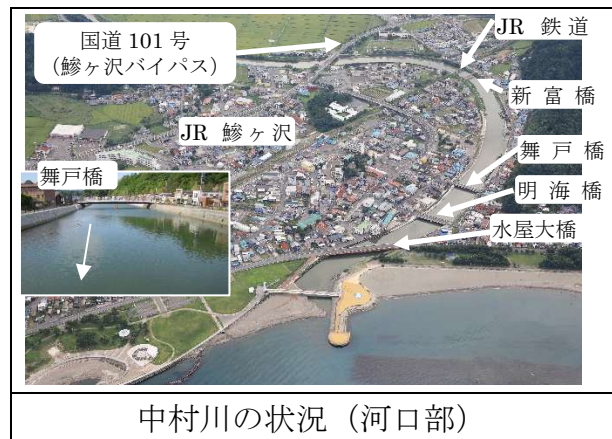 国道 101 号
（鰺ヶ沢バイパス）
JR 鉄道
新富橋
JR 鰺ヶ沢
舞戸橋
舞戸橋
明海橋
水屋大橋
中村川の状況（河口部）